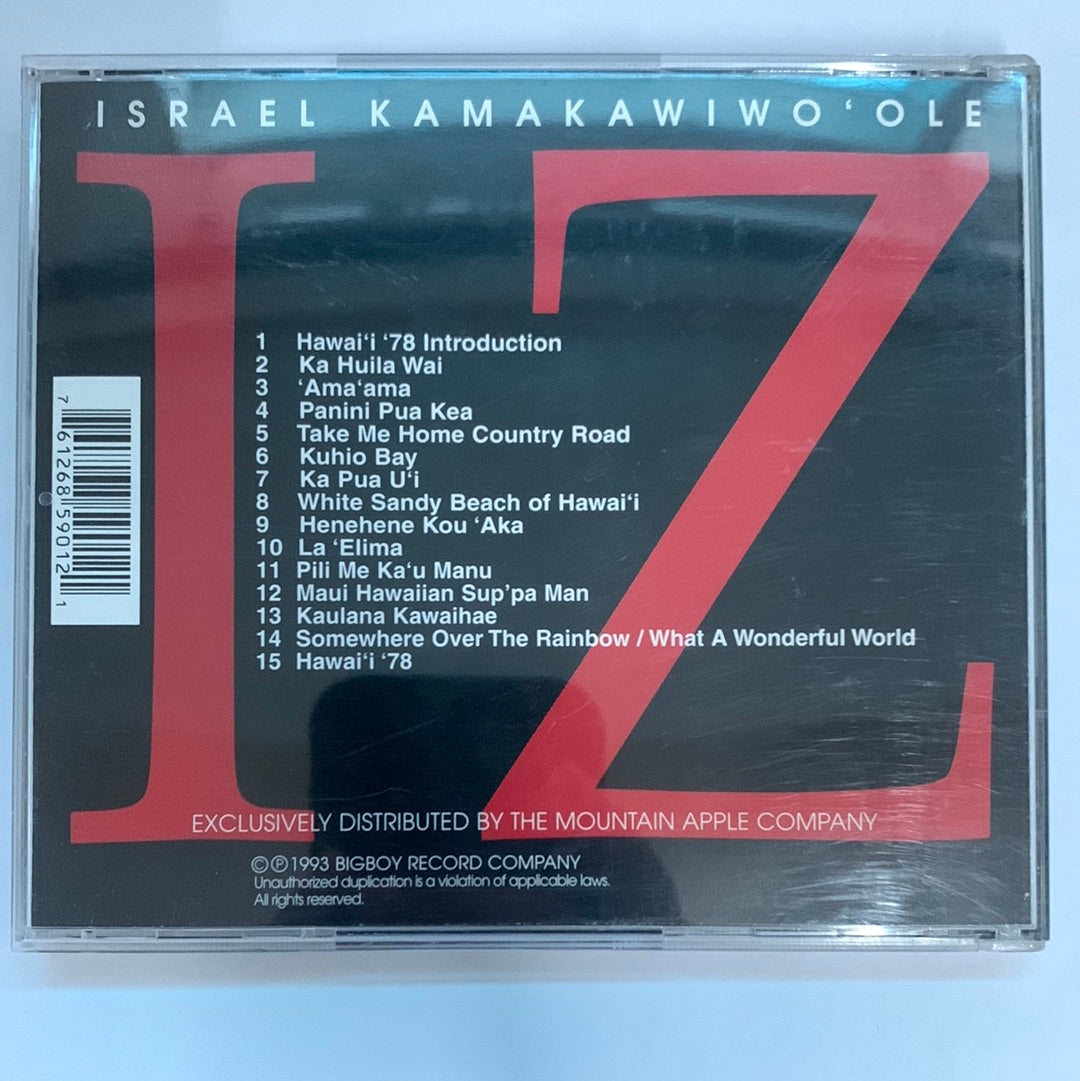 ISRAEL KAMAKAWIWO‘OLE
IZ
1 Hawai‘i ‘78 Introduction
2 Ka Huila Wai
3 ‘Ama‘ama
4 Panini Pua Kea
5 Take Me Home Country Road
6 Kuhio Bay
7 Ka Pua U‘i
8 White Sandy Beach of Hawai‘i
9 Henehene Kou ‘Aka
10 La ‘Elima
11 Pili Me Ka‘u Manu
12 Maui Hawaiian Sup’pa Man
13 Kaulana Kawaihae
14 Somewhere Over The Rainbow / What A Wonderful World
15 Hawai‘i ‘78
7 61268 59012 1
EXCLUSIVELY DISTRIBUTED BY THE MOUNTAIN APPLE COMPANY
©℗1993 BIGBOY RECORD COMPANY
Unauthorized duplication is a violation of applicable laws.
All rights reserved.